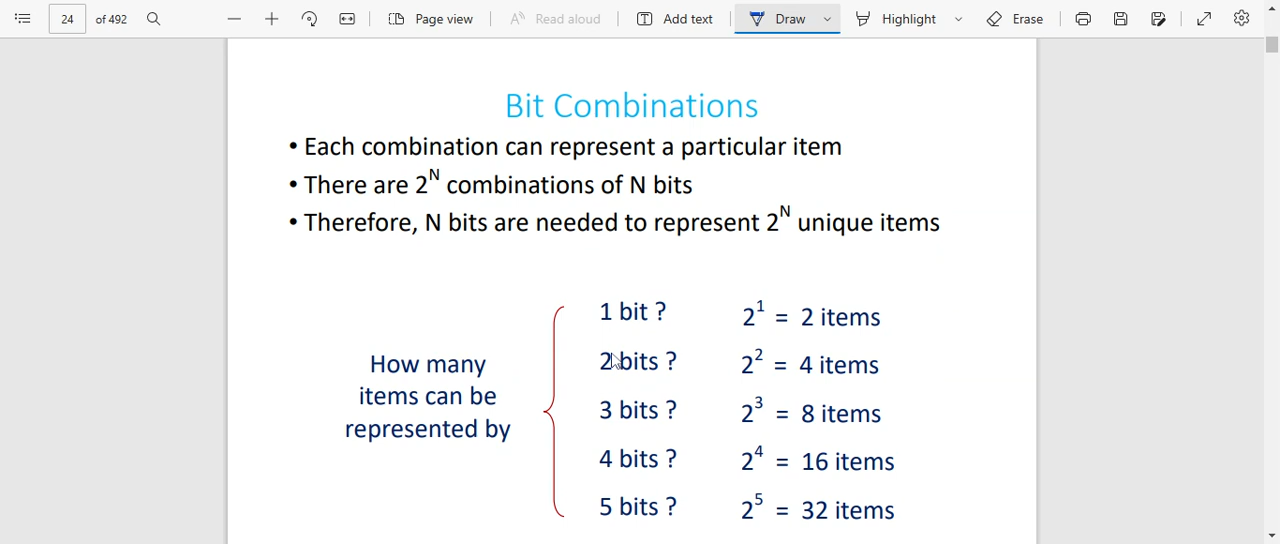 24 of 492 Page view Read aloud Add text Draw Highlight Erase
Bit Combinations
• Each combination can represent a particular item
• There are 2^N combinations of N bits
• Therefore, N bits are needed to represent 2^N unique items
How many
items can be
represented by
1 bit ? 2^1 = 2 items
2 bits ? 2^2 = 4 items
3 bits ? 2^3 = 8 items
4 bits ? 2^4 = 16 items
5 bits ? 2^5 = 32 items